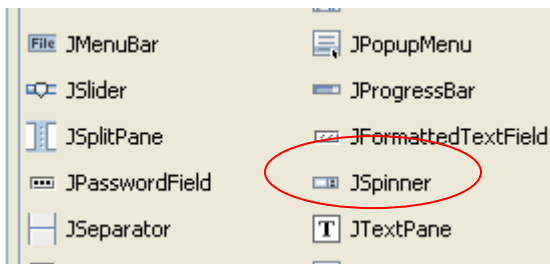 File JMenuBar JPopupMenu
JSlider JProgressBar
JSplitPane JFormattedTextField
JPasswordField JSpinner
JSeparator T JTextPane